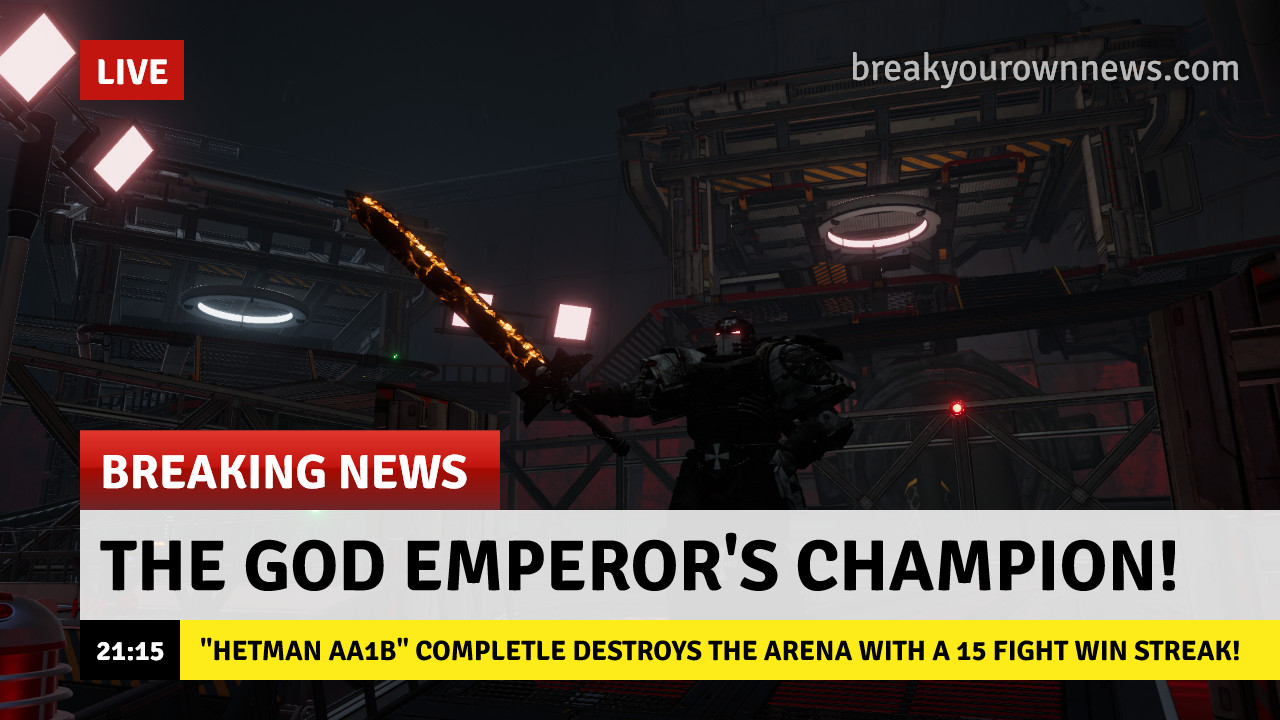 LIVE
breakyourownnews.com
BREAKING NEWS
THE GOD EMPEROR'S CHAMPION!
21:15
"HETMAN AA1B" COMPLETLE DESTROYS THE ARENA WITH A 15 FIGHT WIN STREAK!